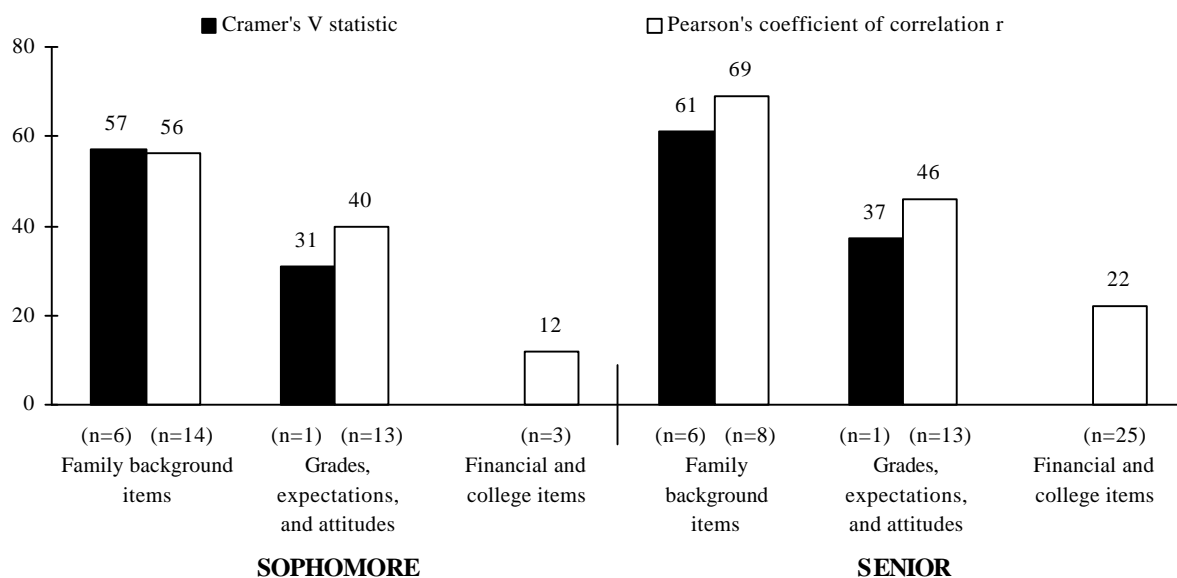 Cramer's V statistic Pearson's coefficient of correlation r
80
60
40
20
0
57 56
31 40
12
61 69
37 46
22
(n=6) (n=14) (n=1) (n=13) (n=3) (n=6) (n=8) (n=1) (n=13) (n=25)
Family background
items
Grades,
expectations,
and attitudes
Financial and
college items
Family
background
items
Grades,
expectations,
and attitudes
Financial and
college items
SOPHOMORE SENIOR